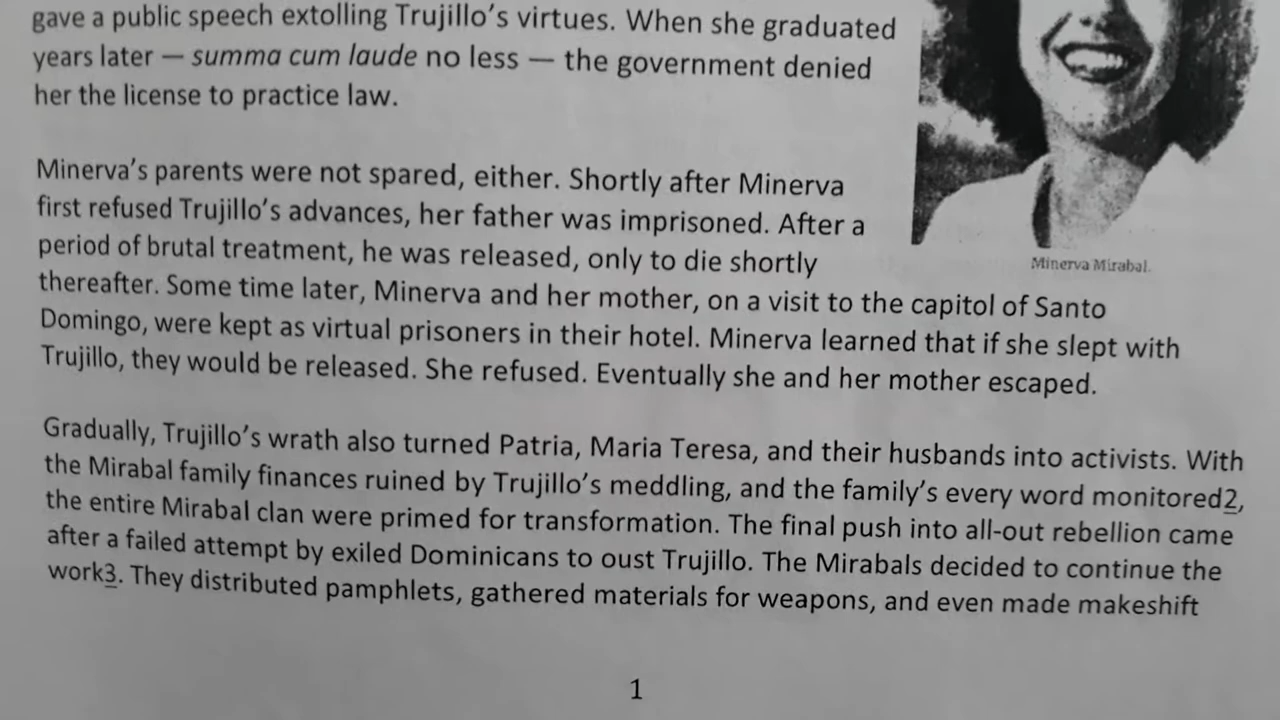 gave a public speech extolling Trujillo's virtues. When she graduated
years later — summa cum laude no less — the government denied
her the license to practice law.
Minerva Mirabal.
Minerva's parents were not spared, either. Shortly after Minerva
first refused Trujillo's advances, her father was imprisoned. After a
period of brutal treatment, he was released, only to die shortly
thereafter. Some time later, Minerva and her mother, on a visit to the capitol of Santo
Domingo, were kept as virtual prisoners in their hotel. Minerva learned that if she slept with
Trujillo, they would be released. She refused. Eventually she and her mother escaped.
Gradually, Trujillo's wrath also turned Patria, Maria Teresa, and their husbands into activists. With
the Mirabal family finances ruined by Trujillo's meddling, and the family's every word monitored2,
the entire Mirabal clan were primed for transformation. The final push into all-out rebellion came
after a failed attempt by exiled Dominicans to oust Trujillo. The Mirabals decided to continue the
work3. They distributed pamphlets, gathered materials for weapons, and even made makeshift
1